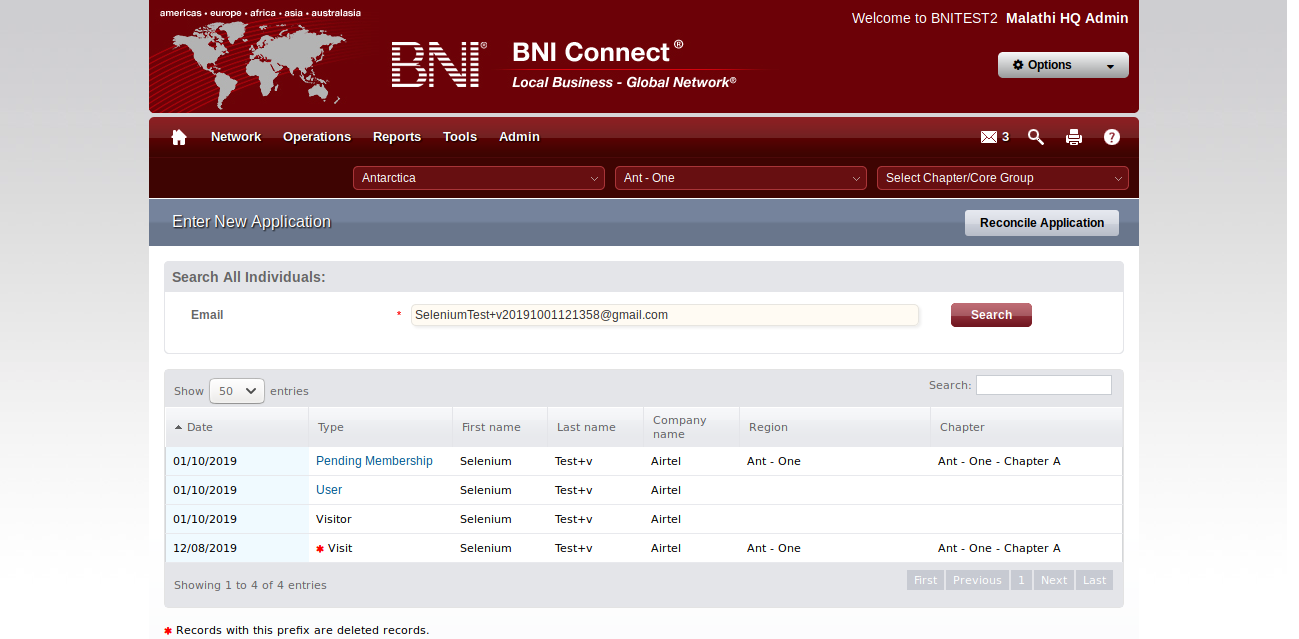 americas • europe • africa • asia • australasia
Welcome to BNITEST2 Malathi HQ Admin
BNI® BNI Connect®
Local Business - Global Network®
Options
Network Operations Reports Tools Admin 3 ?
Antarctica Ant - One Select Chapter/Core Group
Enter New Application Reconcile Application
Search All Individuals:
Email * SeleniumTest+v20191001121358@gmail.com Search
Show 50 entries Search:
Date Type First name Last name Company name Region Chapter
01/10/2019 Pending Membership Selenium Test+v Airtel Ant - One Ant - One - Chapter A
01/10/2019 User Selenium Test+v Airtel
01/10/2019 Visitor Selenium Test+v Airtel
12/08/2019 * Visit Selenium Test+v Airtel Ant - One Ant - One - Chapter A
Showing 1 to 4 of 4 entries First Previous 1 Next Last
* Records with this prefix are deleted records.